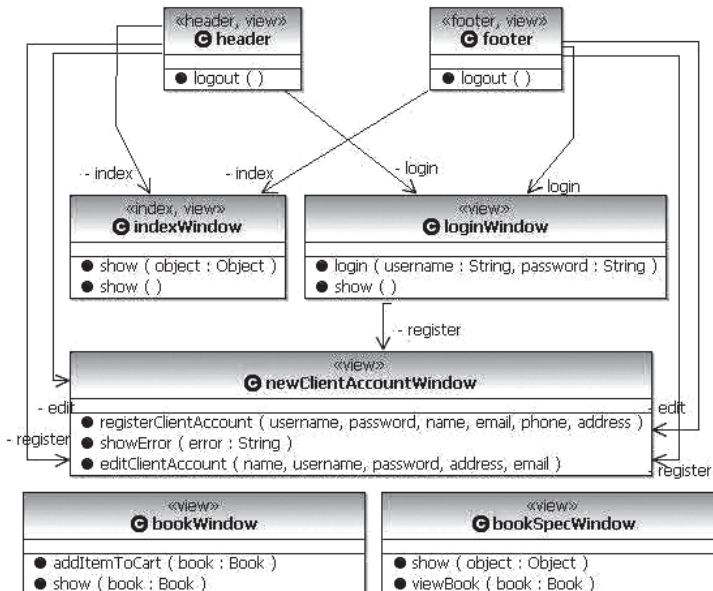 «header, view»
C header
logout ( )
«footer, view»
C footer
logout ( )
- index
- index
- login
- login
«index, view»
C indexWindow
show ( object : Object )
show ( )
«view»
C loginWindow
login ( username : String, password : String )
show ( )
- register
«view»
C newClientAccountWindow
- edit
- edit
registerClientAccount ( username, password, name, email, phone, address )
- register
showError ( error : String )
editClientAccount ( name, username, password, address, email )
- register
«view»
C bookWindow
addItemToCart ( book : Book )
show ( book : Book )
«view»
C bookSpecWindow
show ( object : Object )
viewBook ( book : Book )